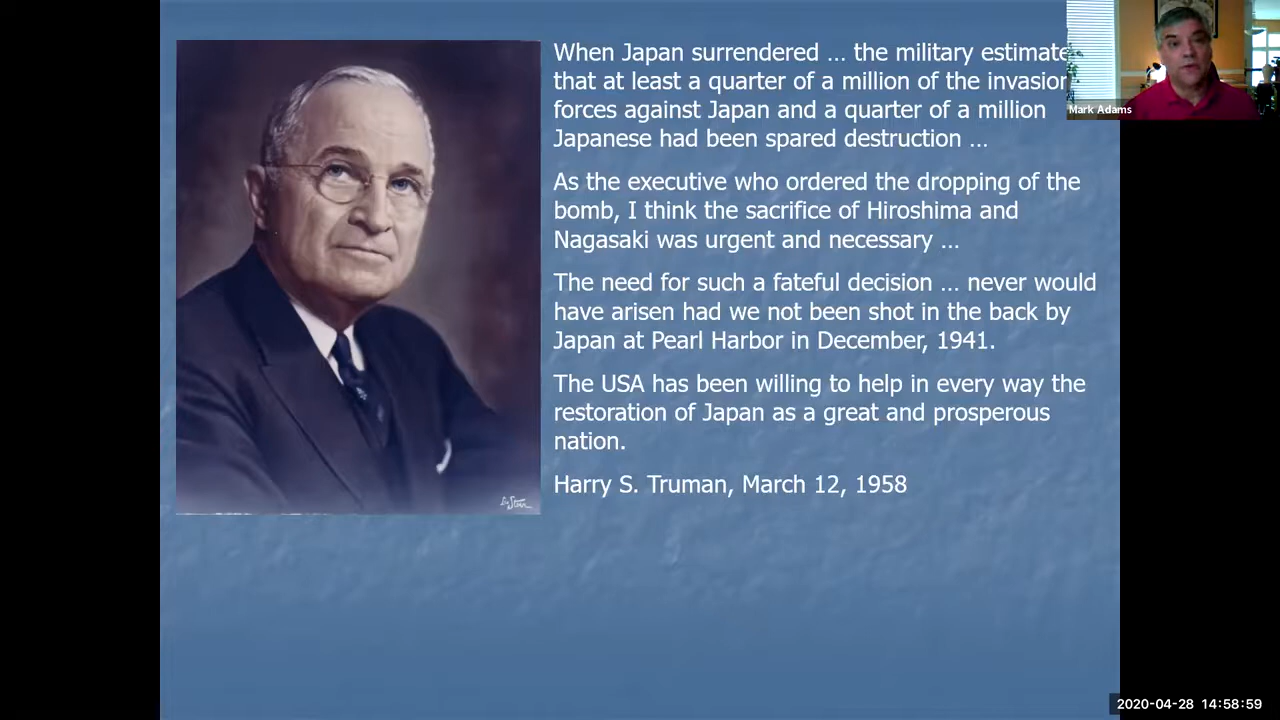 When Japan surrendered … the military estimate
that at least a quarter of a million of the invasion
forces against Japan and a quarter of a million
Japanese had been spared destruction …
As the executive who ordered the dropping of the
bomb, I think the sacrifice of Hiroshima and
Nagasaki was urgent and necessary …
The need for such a fateful decision … never would
have arisen had we not been shot in the back by
Japan at Pearl Harbor in December, 1941.
The USA has been willing to help in every way the
restoration of Japan as a great and prosperous
nation.
Harry S. Truman, March 12, 1958
Mark Adams
2020-04-28 14:58:59